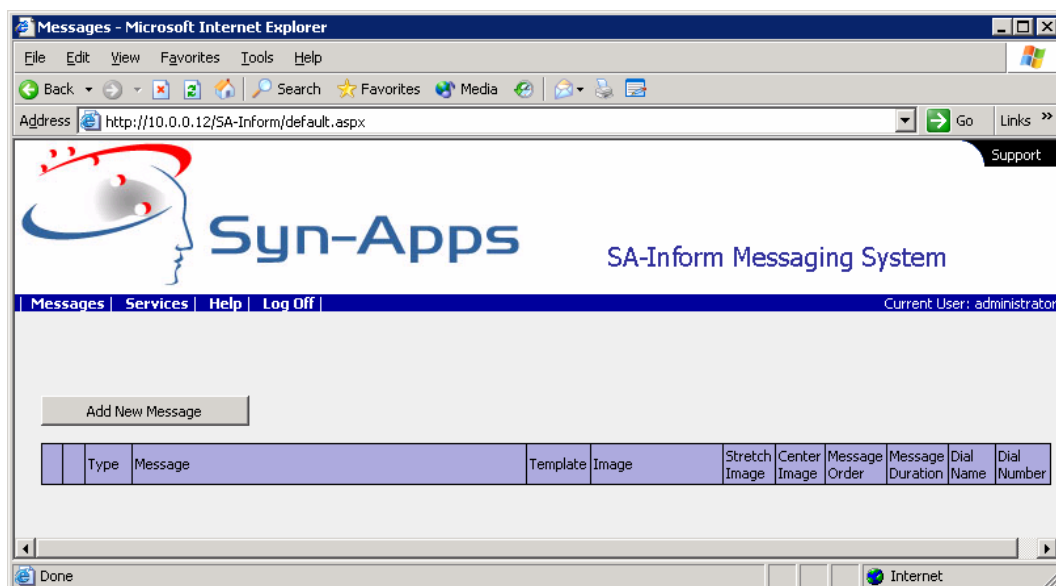 Messages - Microsoft Internet Explorer
File Edit View Favorites Tools Help
Back Search Favorites Media
Address http://10.0.0.12/SA-Inform/default.aspx Go Links »
Support
Syn-Apps
SA-Inform Messaging System
| Messages | Services | Help | Log Off | Current User: administrator
Add New Message
Type Message Template Image Stretch Image Center Image Message Order Message Duration Dial Name Dial Number
Done Internet